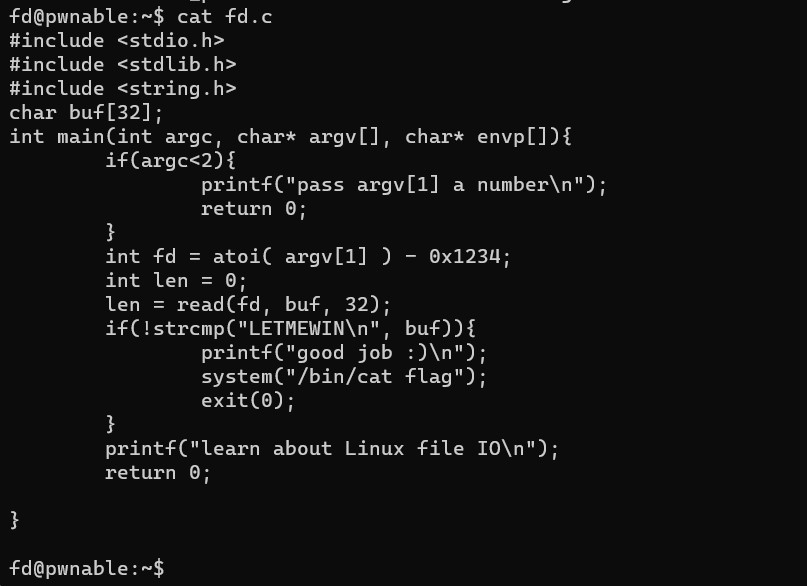 fd@pwnable:~$ cat fd.c
#include <stdio.h>
#include <stdlib.h>
#include <string.h>
char buf[32];
int main(int argc, char* argv[], char* envp[]){
        if(argc<2){
                printf("pass argv[1] a number\n");
                return 0;
        }
        int fd = atoi( argv[1] ) - 0x1234;
        int len = 0;
        len = read(fd, buf, 32);
        if(!strcmp("LETMEWIN\n", buf)){
                printf("good job :)\n");
                system("/bin/cat flag");
                exit(0);
        }
        printf("learn about Linux file IO\n");
        return 0;

}

fd@pwnable:~$